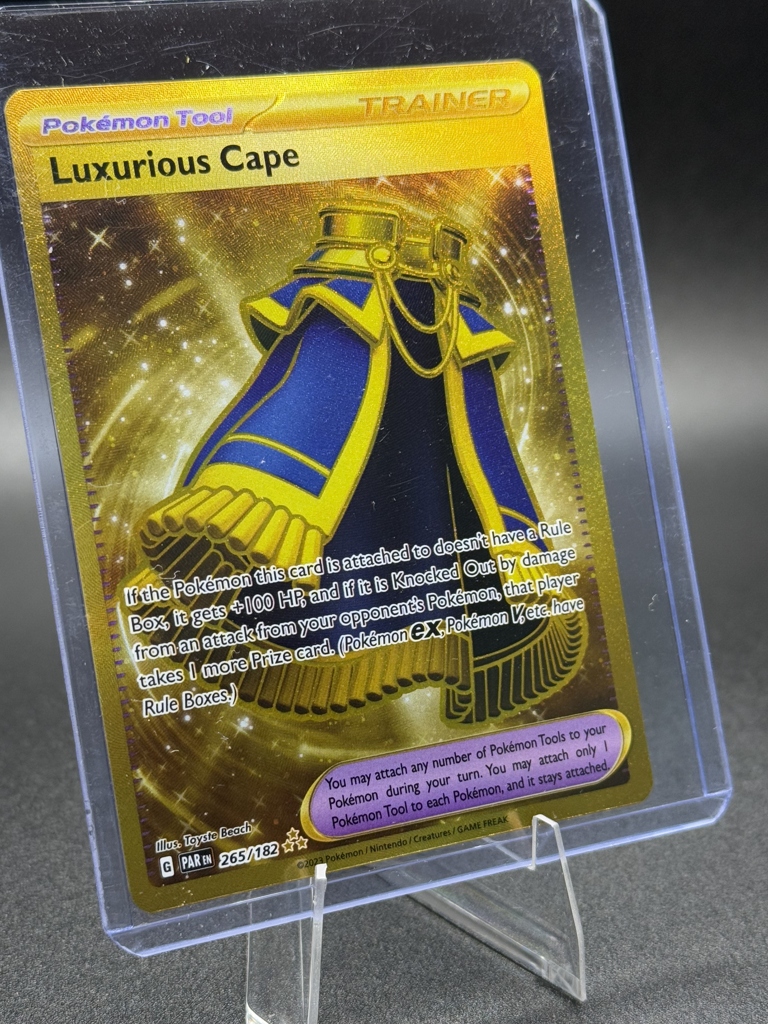 Pokémon Tool
TRAINER
Luxurious Cape
If the Pokémon this card is attached to doesn't have a Rule
Box, it gets +100 HP, and if it is Knocked Out by damage
from an attack from your opponent's Pokémon, that player
takes 1 more Prize card. (Pokémon ex, Pokémon V, etc. have
Rule Boxes.)
You may attach any number of Pokémon Tools to your
Pokémon during your turn. You may attach only 1
Pokémon Tool to each Pokémon, and it stays attached.
Illus. Toyste Beach
G PAR EN 265/182
©2023 Pokémon / Nintendo / Creatures / GAME FREAK